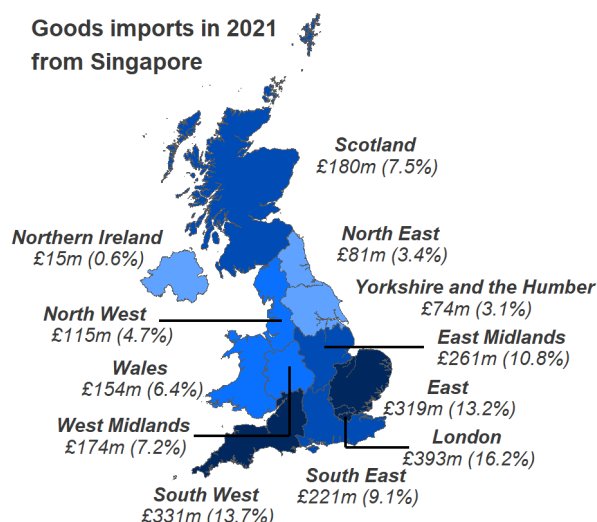 Goods imports in 2021
from Singapore
Scotland
£180m (7.5%)
Northern Ireland
£15m (0.6%)
North East
£81m (3.4%)
Yorkshire and the Humber
£74m (3.1%)
North West
£115m (4.7%)
East Midlands
£261m (10.8%)
Wales
£154m (6.4%)
East
£319m (13.2%)
West Midlands
£174m (7.2%)
London
£393m (16.2%)
South East
£221m (9.1%)
South West
£331m (13.7%)